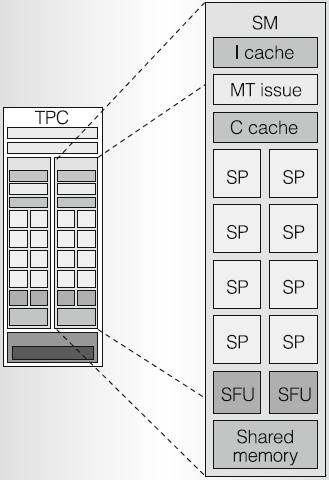 TPC
SM
I cache
MT issue
C cache
SP SP
SP SP
SP SP
SP SP
SFU SFU
Shared
memory